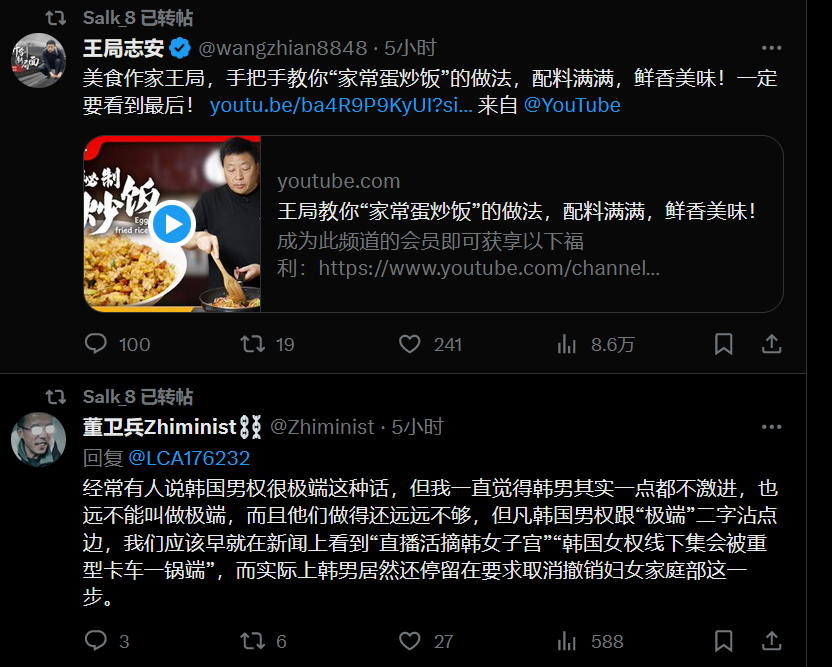 Salk_8 已转帖
王局志安 @wangzhian8848 · 5小时
美食作家王局，手把手教你“家常蛋炒饭”的做法，配料满满，鲜香美味！一定
要看到最后！ youtu.be/ba4R9P9KyUI?si... 来自 @YouTube
秘制
炒饭
Egg
fried rice
youtube.com
王局教你“家常蛋炒饭”的做法，配料满满，鲜香美味！
成为此频道的会员即可获享以下福
利：https://www.youtube.com/channel...
100 19 241 8.6万
Salk_8 已转帖
董卫兵Zhiminist⛓️⛓️ @Zhiminist · 5小时
回复 @LCA176232
经常有人说韩国男权很极端这种话，但我一直觉得韩男其实一点都不激进，也
远不能叫做极端，而且他们做得还远远不够，但凡韩国男权跟“极端”二字沾点
边，我们应该早就在新闻上看到“直播活摘韩女子宫”“韩国女权线下集会被重
型卡车一锅端”，而实际上韩男居然还停留在要求取消撤销妇女家庭部这一
步。
3 6 27 588